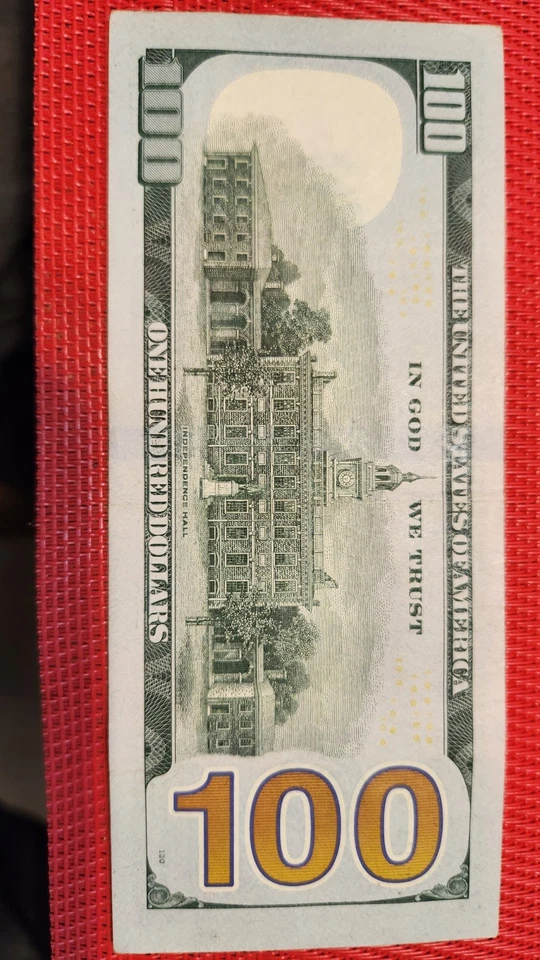 100
THE UNITED STATES OF AMERICA
100
IN GOD WE TRUST
INDEPENDENCE HALL
ONE HUNDRED DOLLARS
100